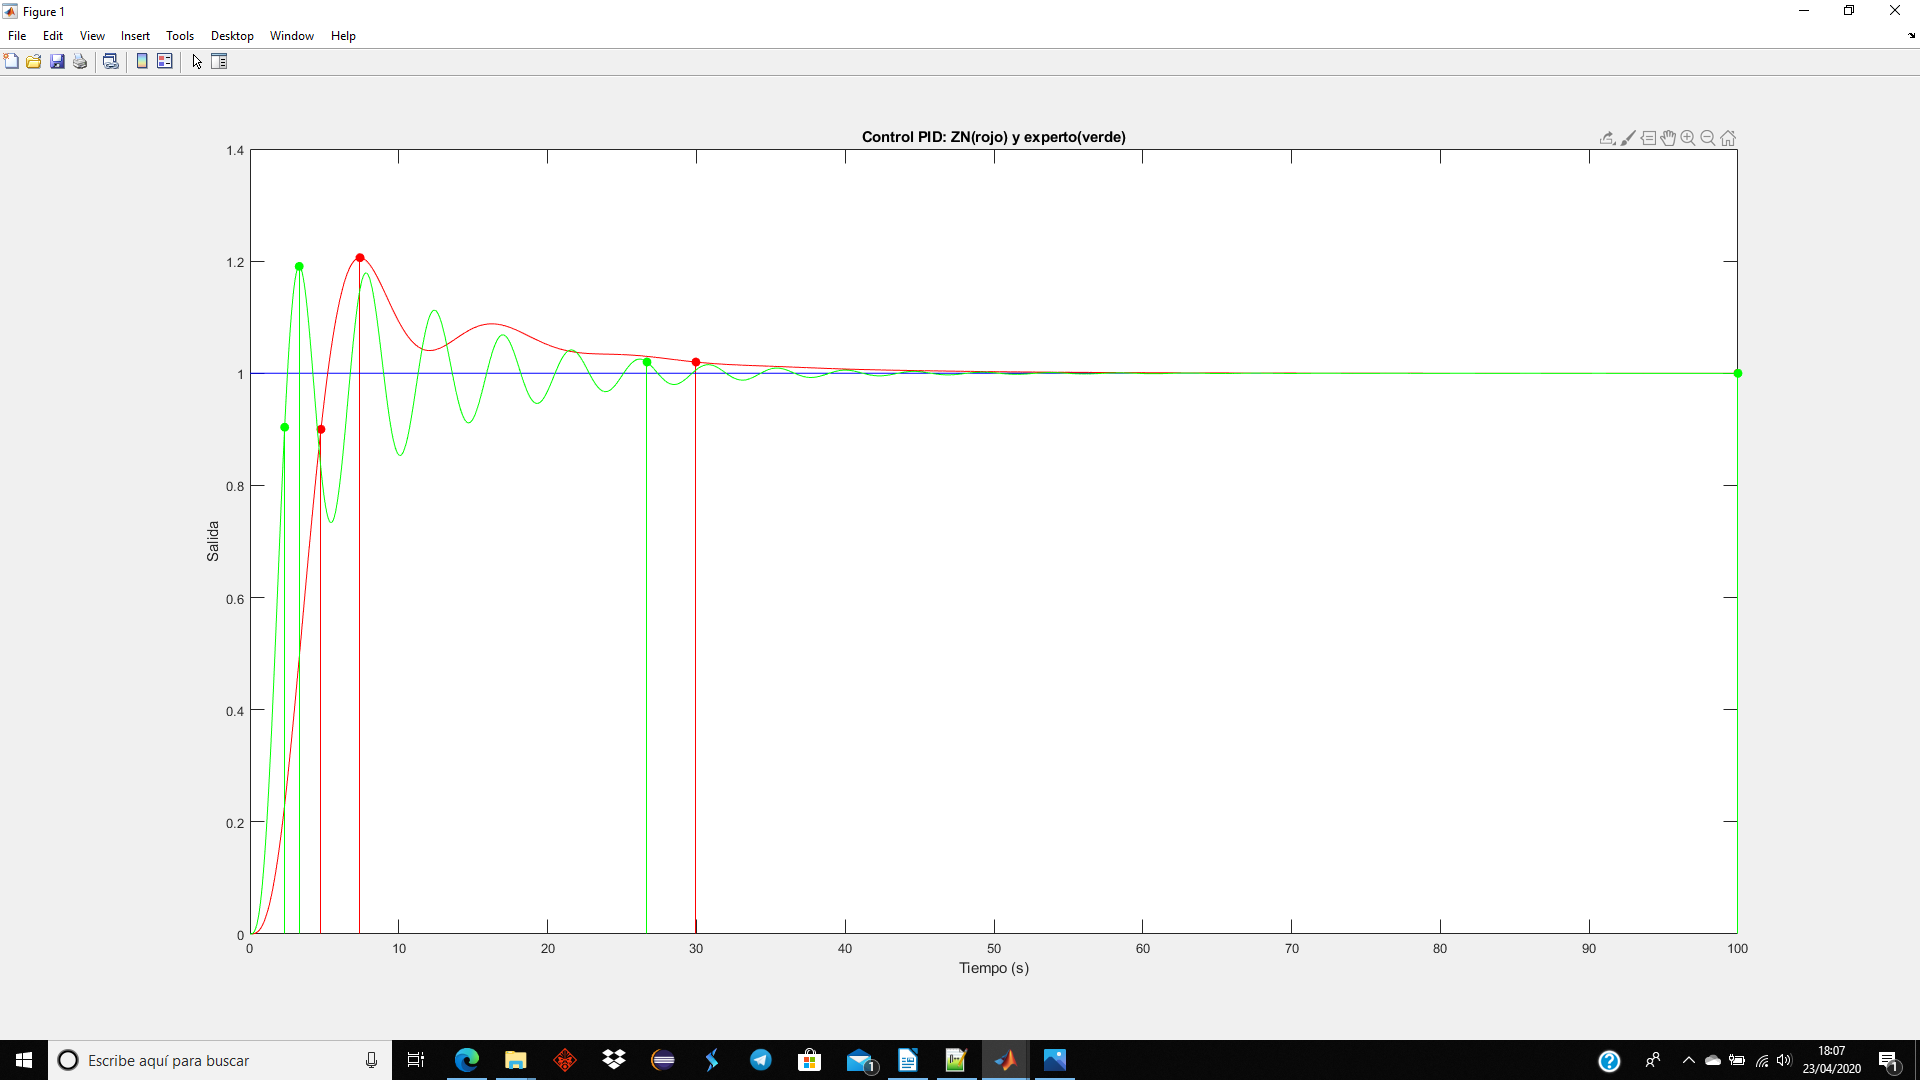 Figure 1
File Edit View Insert Tools Desktop Window Help
Control PID: ZN(rojo) y experto(verde)
1.4
1.2
1
0.8
0.6
0.4
0.2
0
Salida
0 10 20 30 40 50 60 70 80 90 100
Tiempo (s)
Escribe aquí para buscar
1
18:07
23/04/2020
1